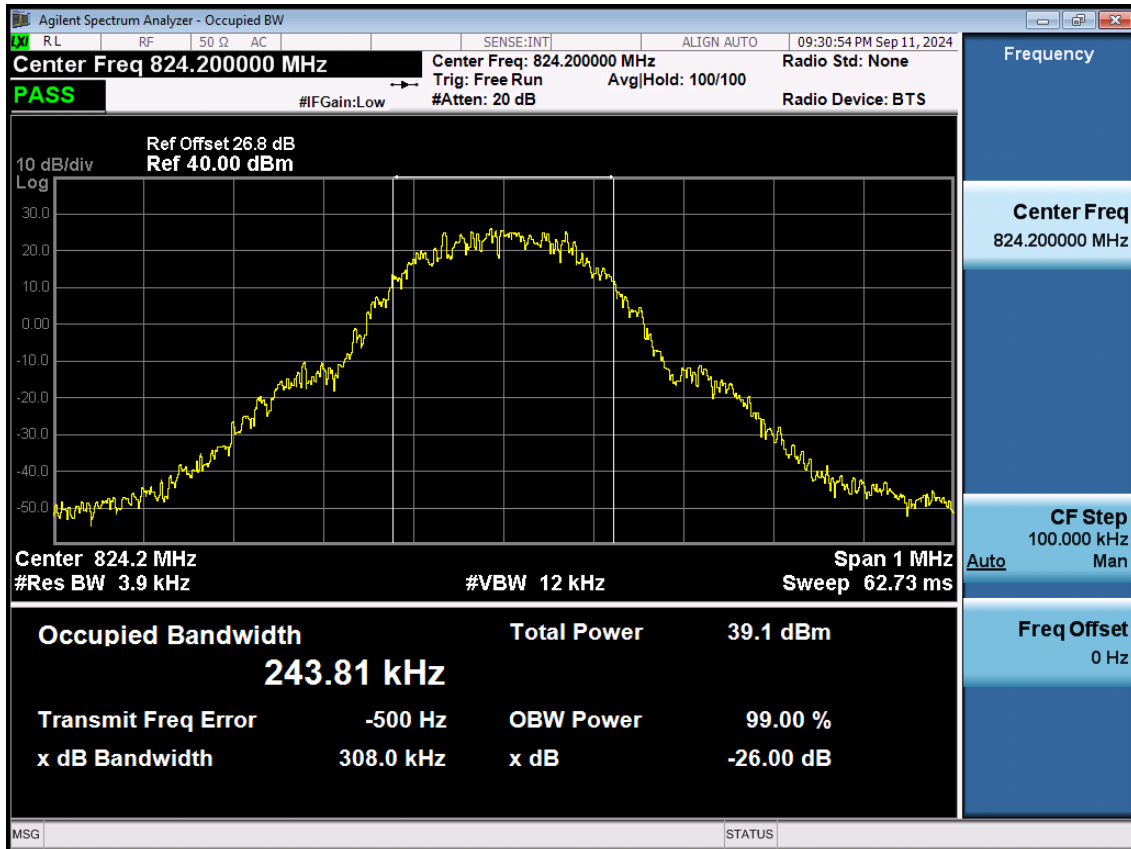 Agilent Spectrum Analyzer - Occupied BW
LXI RL RF 50 Ω AC SENSE:INT ALIGN AUTO 09:30:54 PM Sep 11, 2024
Center Freq 824.200000 MHz
PASS
#IFGain:Low
Center Freq: 824.200000 MHz
Trig: Free Run Avg|Hold: 100/100
#Atten: 20 dB
Radio Std: None
Radio Device: BTS
Ref Offset 26.8 dB
10 dB/div Ref 40.00 dBm
Log
30.0
20.0
10.0
0.00
-10.0
-20.0
-30.0
-40.0
-50.0
Center 824.2 MHz Span 1 MHz
#Res BW 3.9 kHz #VBW 12 kHz Sweep 62.73 ms
Occupied Bandwidth Total Power 39.1 dBm
243.81 kHz
Transmit Freq Error -500 Hz OBW Power 99.00 %
x dB Bandwidth 308.0 kHz x dB -26.00 dB
MSG STATUS
Frequency
Center Freq
824.200000 MHz
CF Step
100.000 kHz
Auto Man
Freq Offset
0 Hz